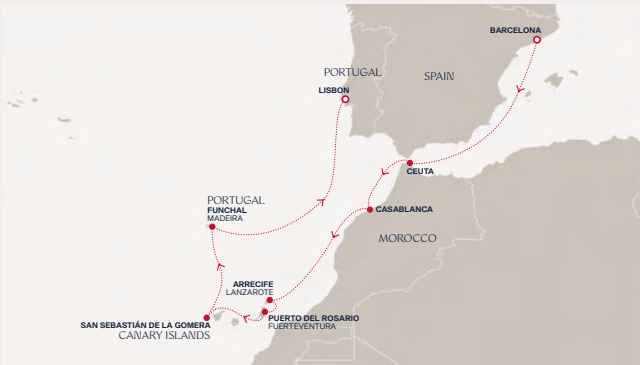 BARCELONA
PORTUGAL
SPAIN
LISBON
CEUTA
PORTUGAL
FUNCHAL
MADEIRA
CASABLANCA
MOROCCO
ARRECIFE
LANZAROTE
PUERTO DEL ROSARIO
FUERTEVENTURA
SAN SEBASTIÁN DE LA GOMERA
CANARY ISLANDS